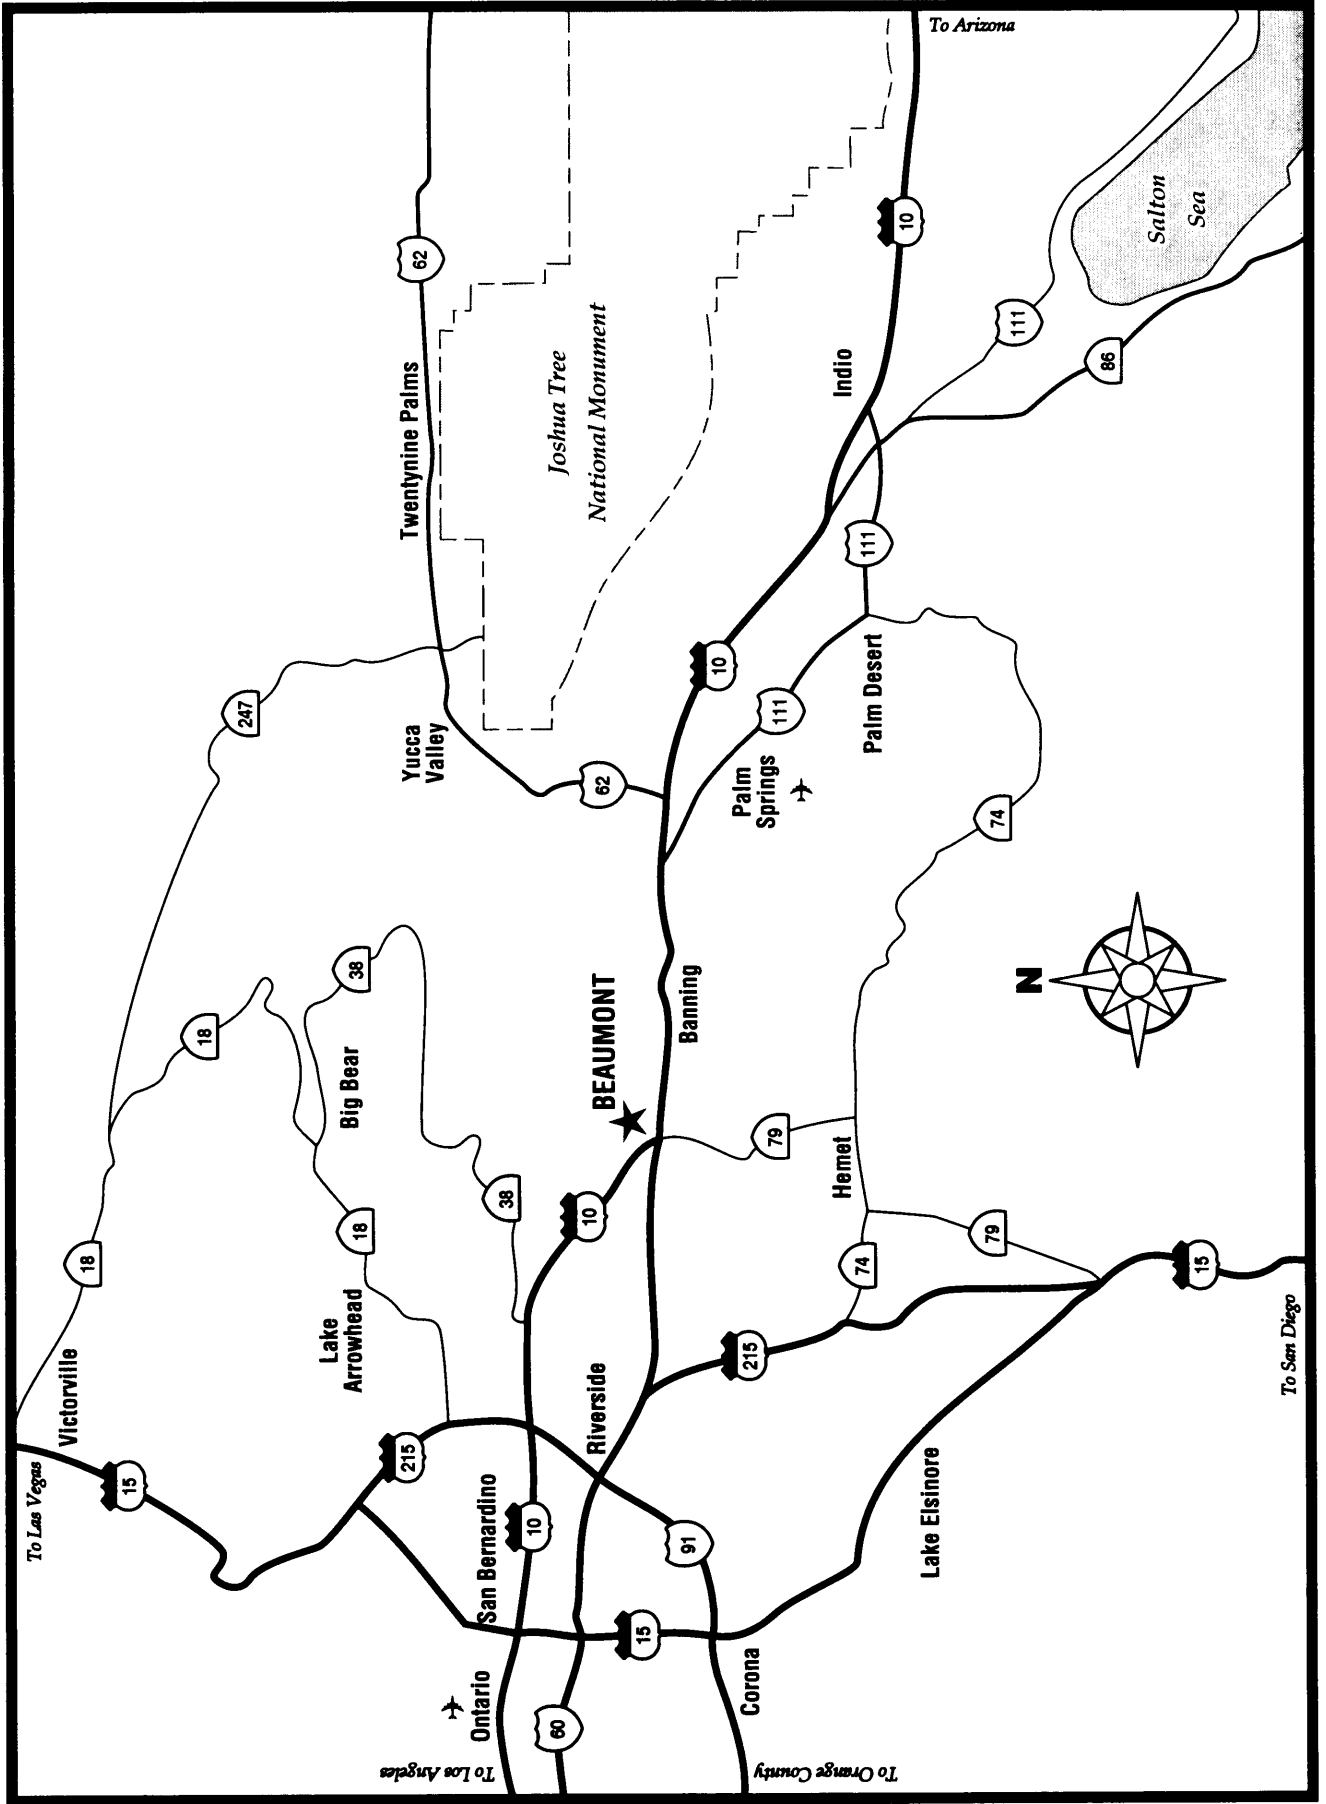 To Las Vegas
Victorville
15
18
18
247
215
Lake
Arrowhead
18
Big Bear
38
38
Yucca
Valley
Twentynine Palms
62
62
Joshua Tree
National Monument
To Los Angeles
Ontario
San Bernardino
10
10
60
Riverside
BEAUMONT
Banning
10
Indio
10
To Arizona
15
91
215
79
Palm
Springs
111
111
Palm Desert
To Orange County
Corona
Hemet
74
74
Lake Elsinore
79
N
111
86
Salton
Sea
15
To San Diego